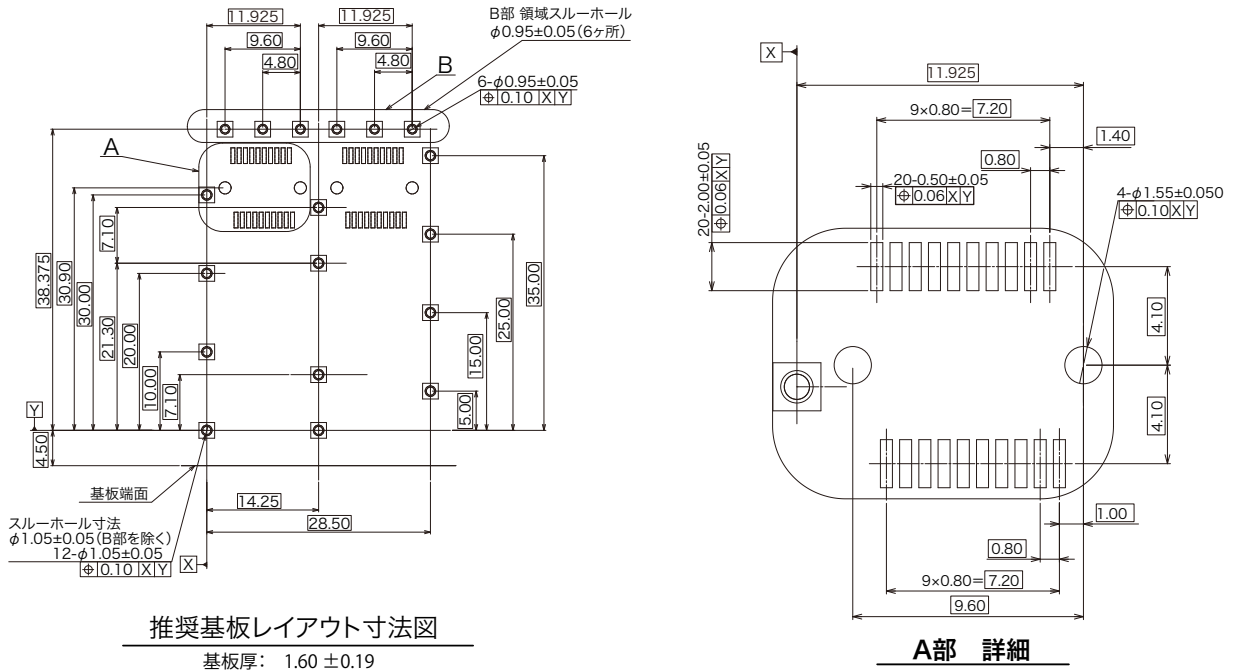 11.925
11.925
9.60
9.60
4.80
4.80
B部 領域スルーホール
φ0.95±0.05(6ヶ所)
B
6-φ0.95±0.05
⌖ 0.10 X Y
A
38.375
30.90
30.00
7.10
21.30
20.00
10.00
7.10
35.00
25.00
15.00
5.00
Y
4.50
基板端面
14.25
28.50
スルーホール寸法
φ1.05±0.05(B部を除く)
12-φ1.05±0.05
⌖ 0.10 X Y
X
推奨基板レイアウト寸法図
基板厚: 1.60 ±0.19
X
11.925
9×0.80=7.20
1.40
0.80
20-2.00±0.05
⌖ 0.06 X Y
20-0.50±0.05
⌖ 0.06 X Y
4-φ1.55±0.050
⌖ 0.10 X Y
4.10
4.10
1.00
0.80
9×0.80=7.20
9.60
A部 詳細